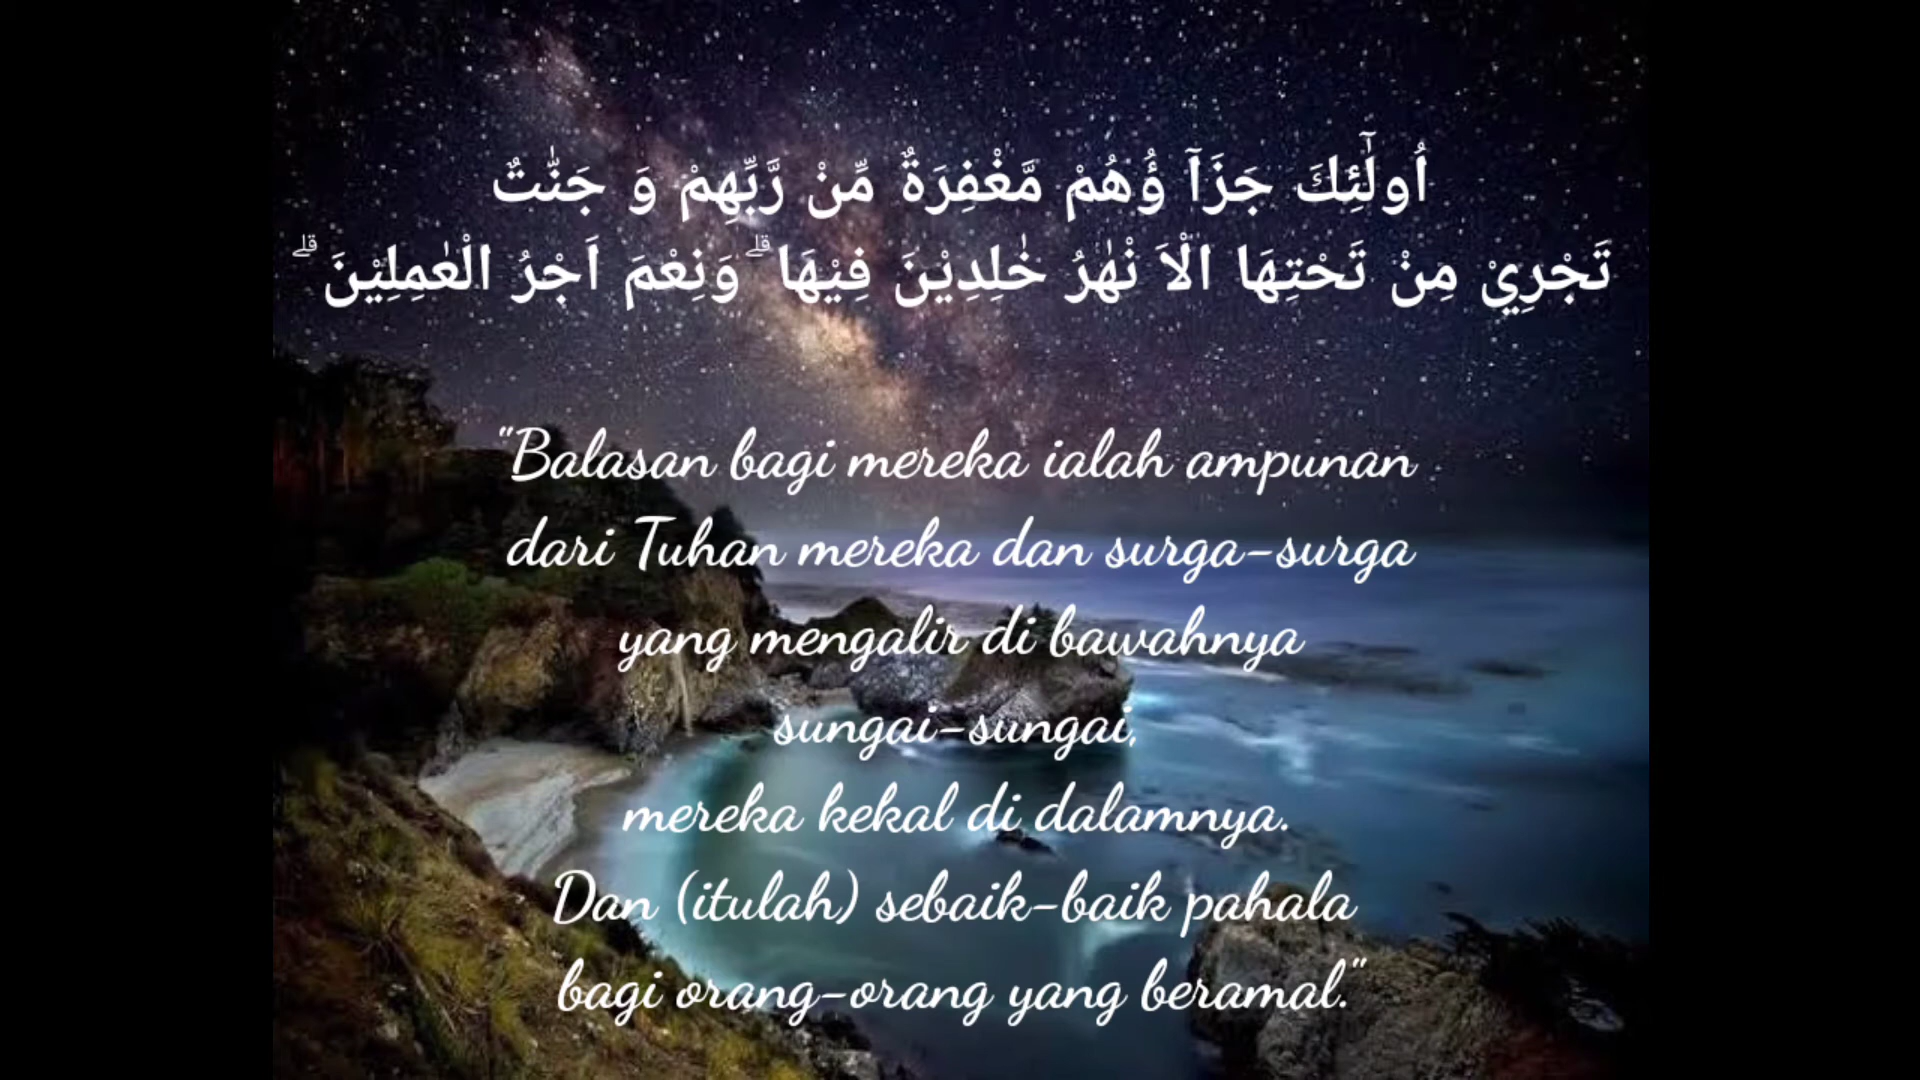 اُولٰٓئِكَ جَزَآ ؤُهُمْ مَّغْفِرَةٌ مِّنْ رَّبِّهِمْ وَ جَنّٰتٌ
تَجْرِيْ مِنْ تَحْتِهَا الْاَ نْهٰرُ خٰلِدِيْنَ فِيْهَا ۗ وَنِعْمَ اَجْرُ الْعٰمِلِيْنَ ۗ
"Balasan bagi mereka ialah ampunan
dari Tuhan mereka dan surga-surga
yang mengalir di bawahnya
sungai-sungai,
mereka kekal di dalamnya.
Dan (itulah) sebaik-baik pahala
bagi orang-orang yang beramal."